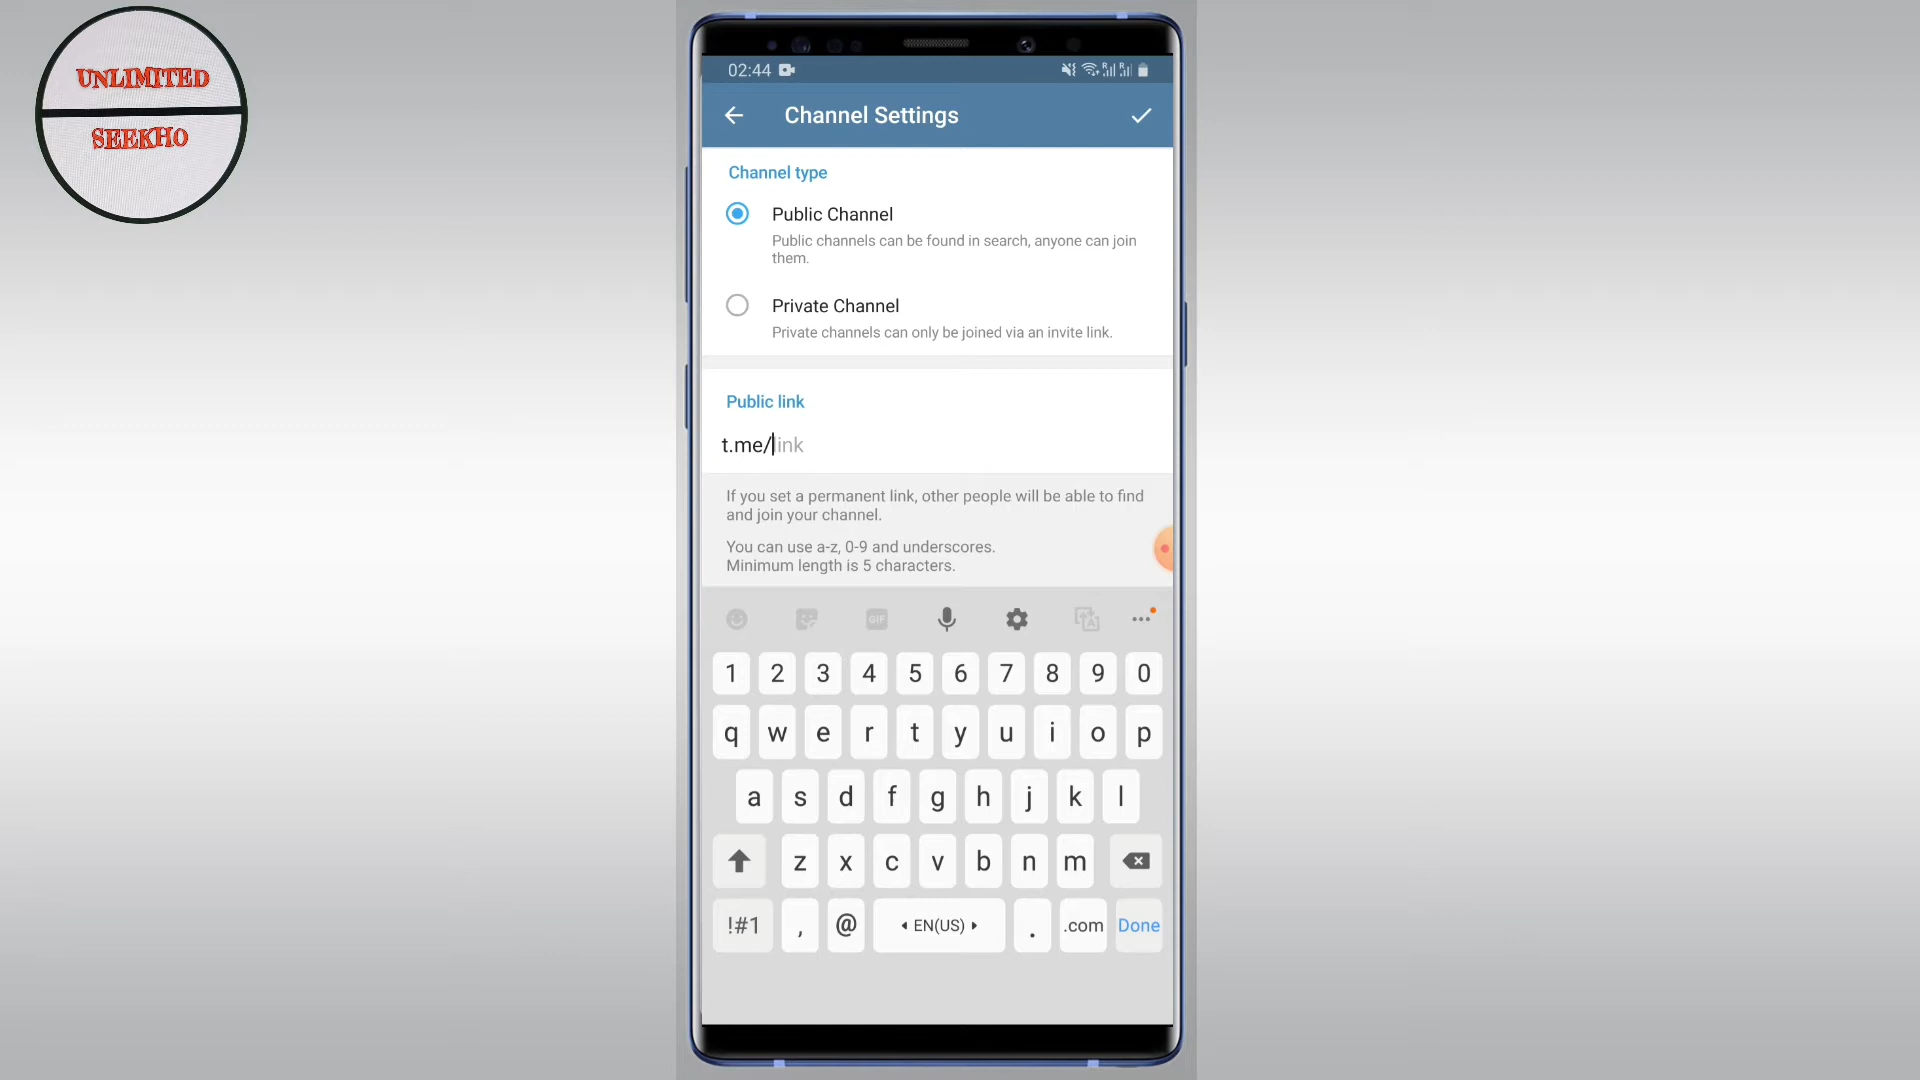 UNLIMITED
SEEKHO
02:44
Channel Settings
Channel type
Public Channel
Public channels can be found in search, anyone can join
them.
Private Channel
Private channels can only be joined via an invite link.
Public link
t.me/link
If you set a permanent link, other people will be able to find
and join your channel.
You can use a-z, 0-9 and underscores.
Minimum length is 5 characters.
GIF
1 2 3 4 5 6 7 8 9 0
q w e r t y u i o p
a s d f g h j k l
z x c v b n m
!#1 , @ EN(US) . .com Done